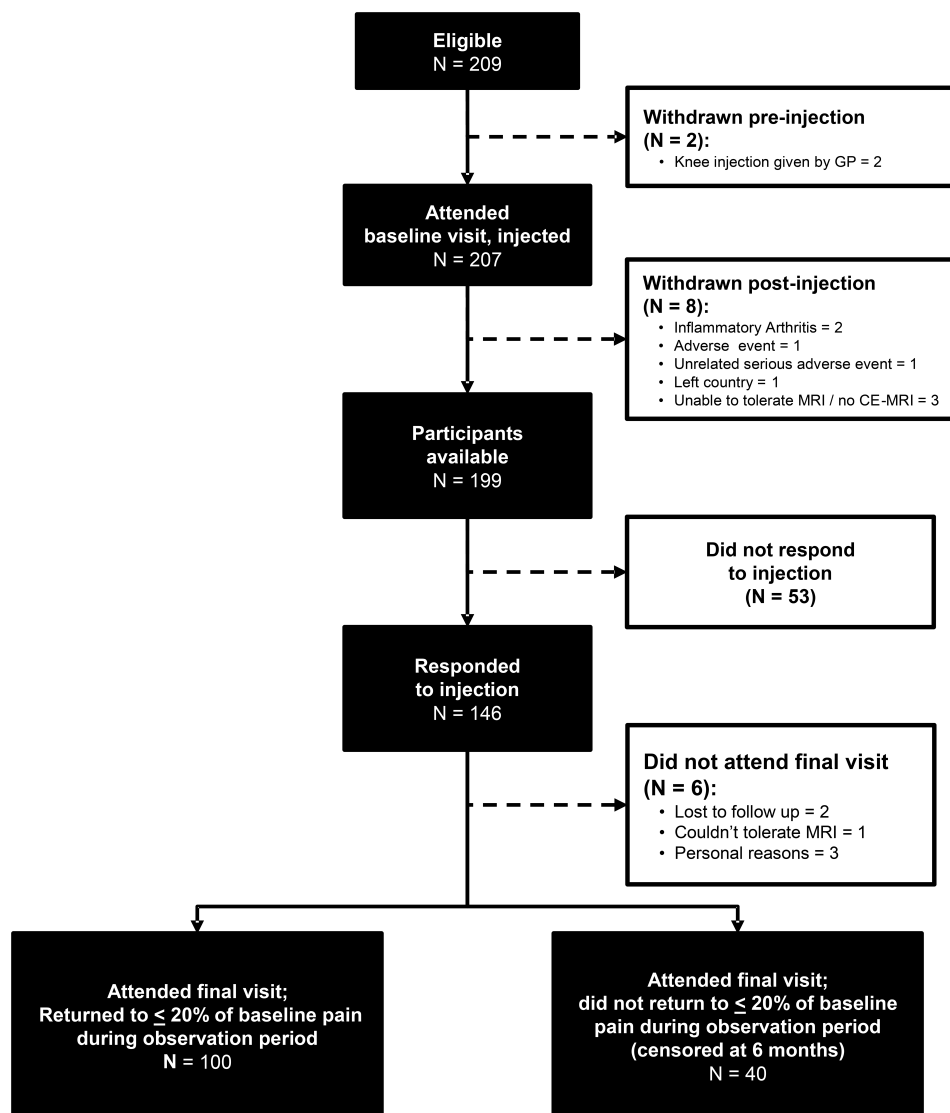 Eligible
N = 209
Withdrawn pre-injection
(N = 2):
• Knee injection given by GP = 2
Attended
baseline visit, injected
N = 207
Withdrawn post-injection
(N = 8):
• Inflammatory Arthritis = 2
• Adverse event = 1
• Unrelated serious adverse event = 1
• Left country = 1
• Unable to tolerate MRI / no CE-MRI = 3
Participants
available
N = 199
Did not respond
to injection
(N = 53)
Responded
to injection
N = 146
Did not attend final visit
(N = 6):
• Lost to follow up = 2
• Couldn't tolerate MRI = 1
• Personal reasons = 3
Attended final visit;
Returned to ≤ 20% of baseline pain
during observation period
N = 100
Attended final visit;
did not return to ≤ 20% of baseline
pain during observation period
(censored at 6 months)
N = 40